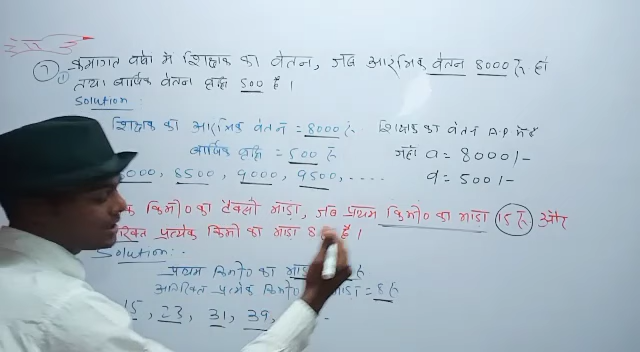 (7) (i) क्रमागत वर्षो में शिक्षक का वेतन, जब आरंभिक वेतन 8000 रु हो
तथा वार्षिक वेतन वृद्धि 500 है।
Solution:
शिक्षक का आरंभिक वेतन = 8000 रु
शिक्षक का वेतन A.P में है
वार्षिक वृद्धि = 500 रु
जहाँ a = 8000/-
8500, 9000, 9500, ....
d = 500/-
किमी० का टैक्सी भाड़ा, जब प्रथम किमी० का भाड़ा 15 रु और
प्रत्येक किमी का भाड़ा 8 है।
Solution:-
प्रथम किमी० का
अतिरिक्त प्रत्येक किमी० = 8 रु
15, 23, 31, 39,